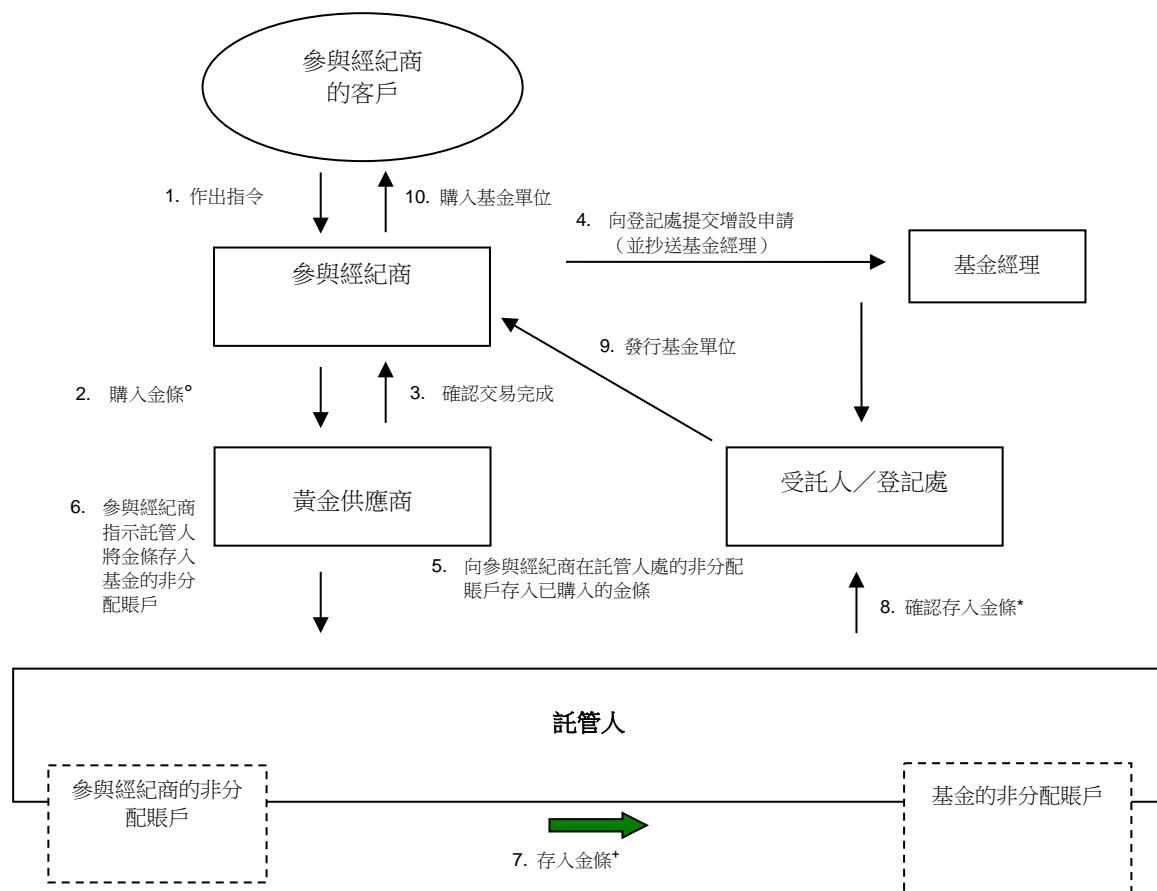 參與經紀商
的客戶
1. 作出指令
10. 購入基金單位
4. 向登記處提交增設申請
（並抄送基金經理）
參與經紀商
基金經理
9. 發行基金單位
2. 購入金條°
3. 確認交易完成
黃金供應商
受託人／登記處
6. 參與經紀商
指示託管人
將金條存入
基金的非分
配賬戶
5. 向參與經紀商在託管人處的非分配
賬戶存入已購入的金條
8. 確認存入金條*
託管人
參與經紀商的非分
配賬戶
基金的非分配賬戶
7. 存入金條+